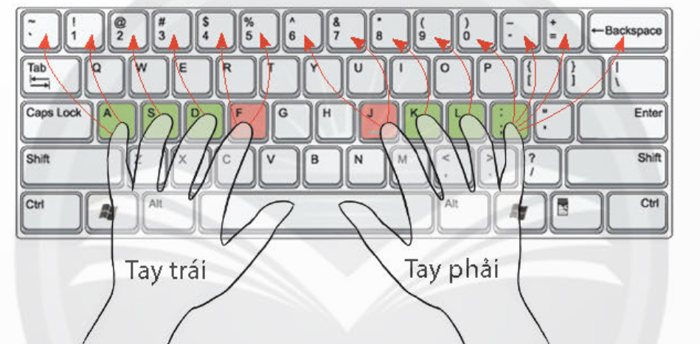 ~ ! @ # $ % ^ & * ( ) – +
` 1 2 3 4 5 6 7 8 9 0 - = ←Backspace
Tab Q W E R T Y U I O P { } |
[ ] \
Caps Lock A S D F G H J K L : " Enter
; '
Shift Z X C V B N M < > ? Shift
, . /
Ctrl Alt Alt Ctrl
Tay trái Tay phải